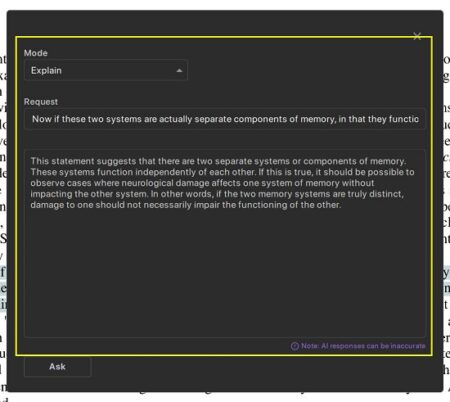 Mode
Explain
Request
Now if these two systems are actually separate components of memory, in that they functio
This statement suggests that there are two separate systems or components of memory.
These systems function independently of each other. If this is true, it should be possible to
observe cases where neurological damage affects one system of memory without
impacting the other system. In other words, if the two memory systems are truly distinct,
damage to one should not necessarily impair the functioning of the other.
Note: AI responses can be inaccurate
Ask